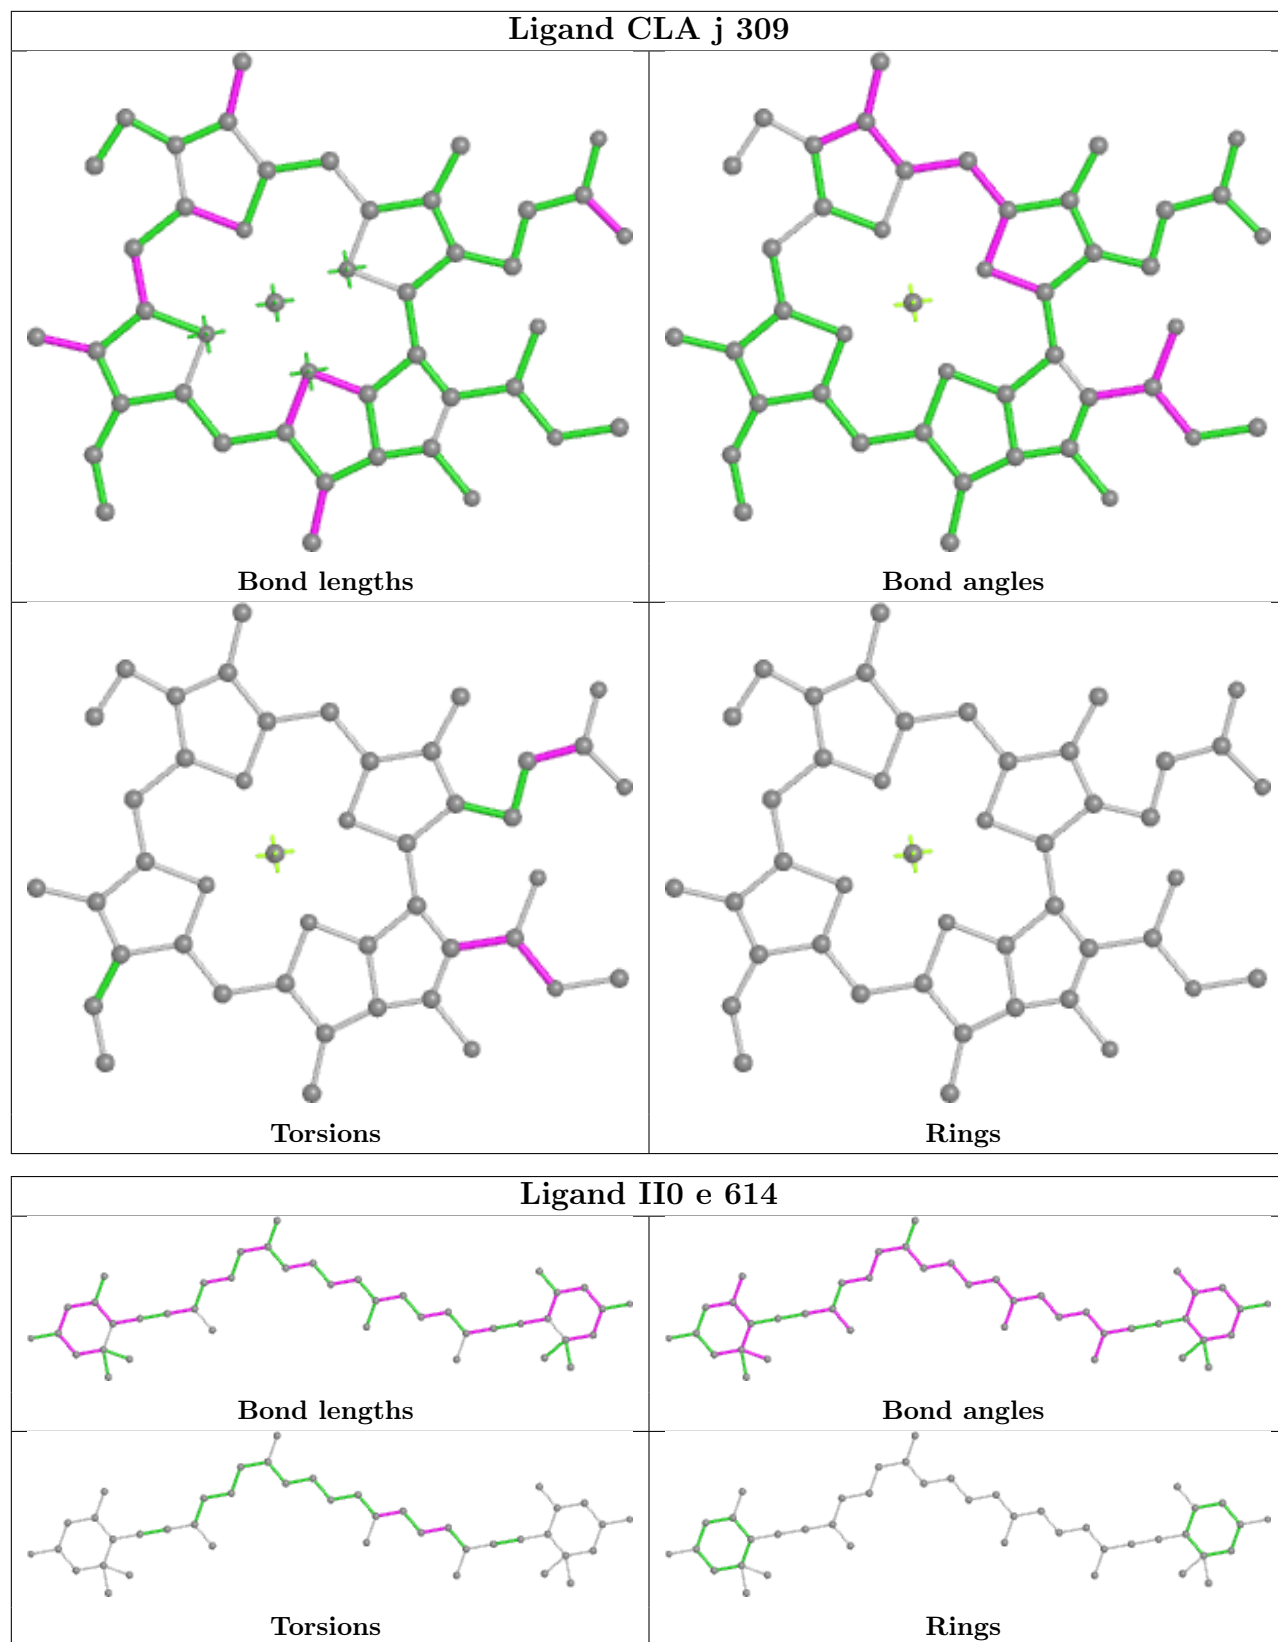 Ligand CLA j 309
Bond lengths
Bond angles
Torsions
Rings
Ligand II0 e 614
Bond lengths
Bond angles
Torsions
Rings